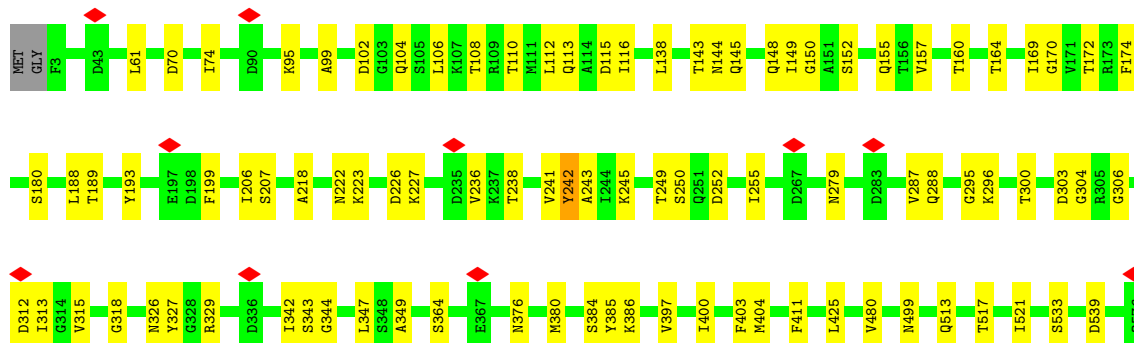 MET GLY F3 D43 L61 D70 I74 D90 K95 A99 D102 G103 Q104 S105 L106 K107 T108 R109 T110 M111 L112 Q113 A114 D115 I116 L138 T143 N144 Q145 Q148 I149 G150 A151 S152 Q155 T156 V157 T160 T164 I169 G170 V171 T172 R173 F174
S180 L188 T189 Y193 E197 D198 F199 I206 S207 A218 N222 K223 D226 K227 D235 V236 K237 T238 V241 Y242 A243 I244 K245 T249 S250 Q251 D252 I255 D267 N279 D283 V287 Q288 G295 K296 T300 D303 G304 R305 G306
D312 I313 G314 V315 G318 N326 Y327 G328 R329 D336 I342 S343 G344 L347 S348 A349 S364 E367 N376 M380 S384 Y385 K386 V397 I400 F403 M404 F411 L425 V480 N499 Q513 T517 I521 S533 D539